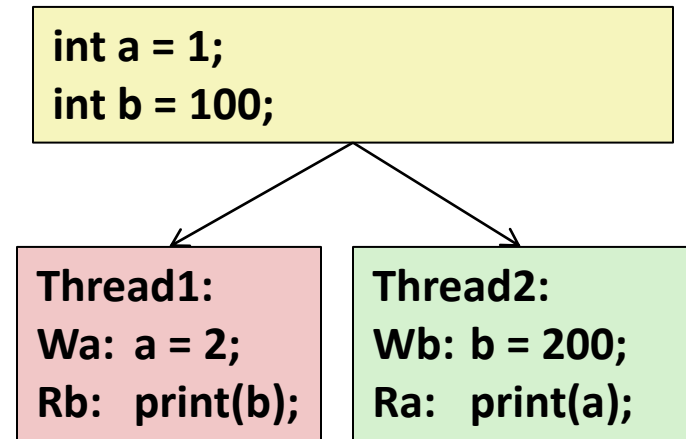 int a = 1;
int b = 100;
Thread1:
Wa: a = 2;
Rb: print(b);
Thread2:
Wb: b = 200;
Ra: print(a);